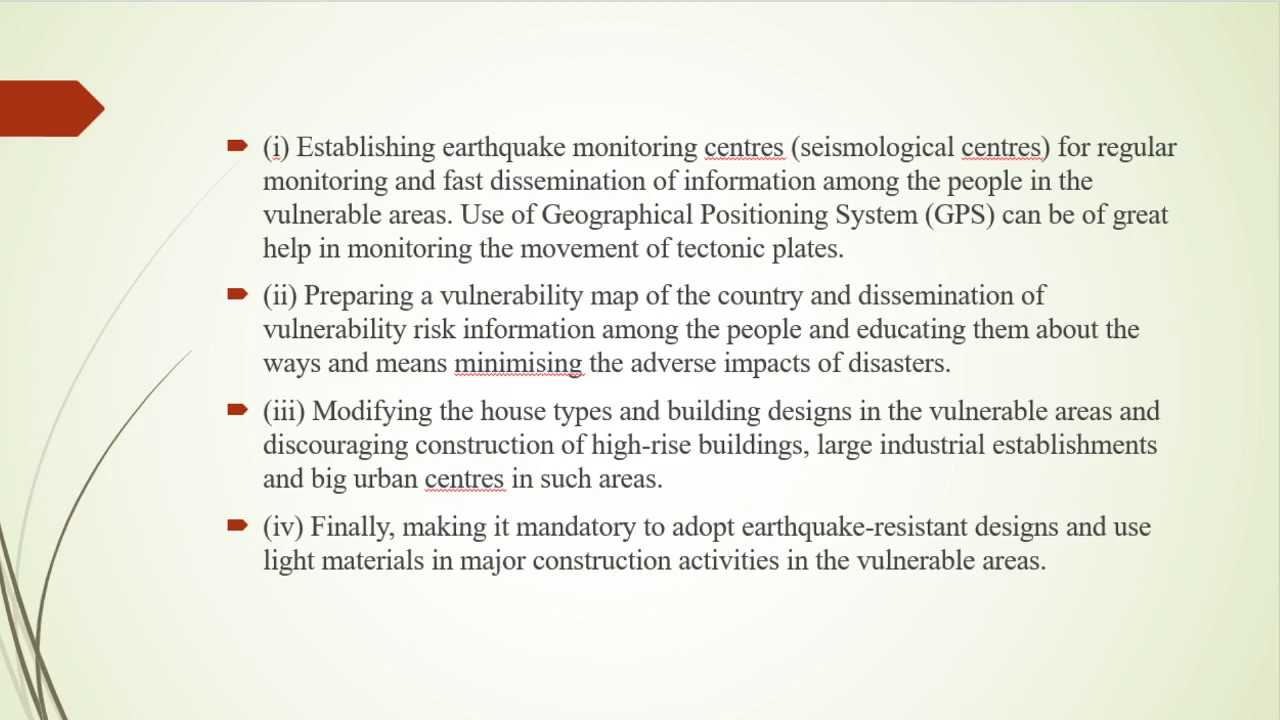 (i) Establishing earthquake monitoring centres (seismological centres) for regular
monitoring and fast dissemination of information among the people in the
vulnerable areas. Use of Geographical Positioning System (GPS) can be of great
help in monitoring the movement of tectonic plates.
(ii) Preparing a vulnerability map of the country and dissemination of
vulnerability risk information among the people and educating them about the
ways and means minimising the adverse impacts of disasters.
(iii) Modifying the house types and building designs in the vulnerable areas and
discouraging construction of high-rise buildings, large industrial establishments
and big urban centres in such areas.
(iv) Finally, making it mandatory to adopt earthquake-resistant designs and use
light materials in major construction activities in the vulnerable areas.